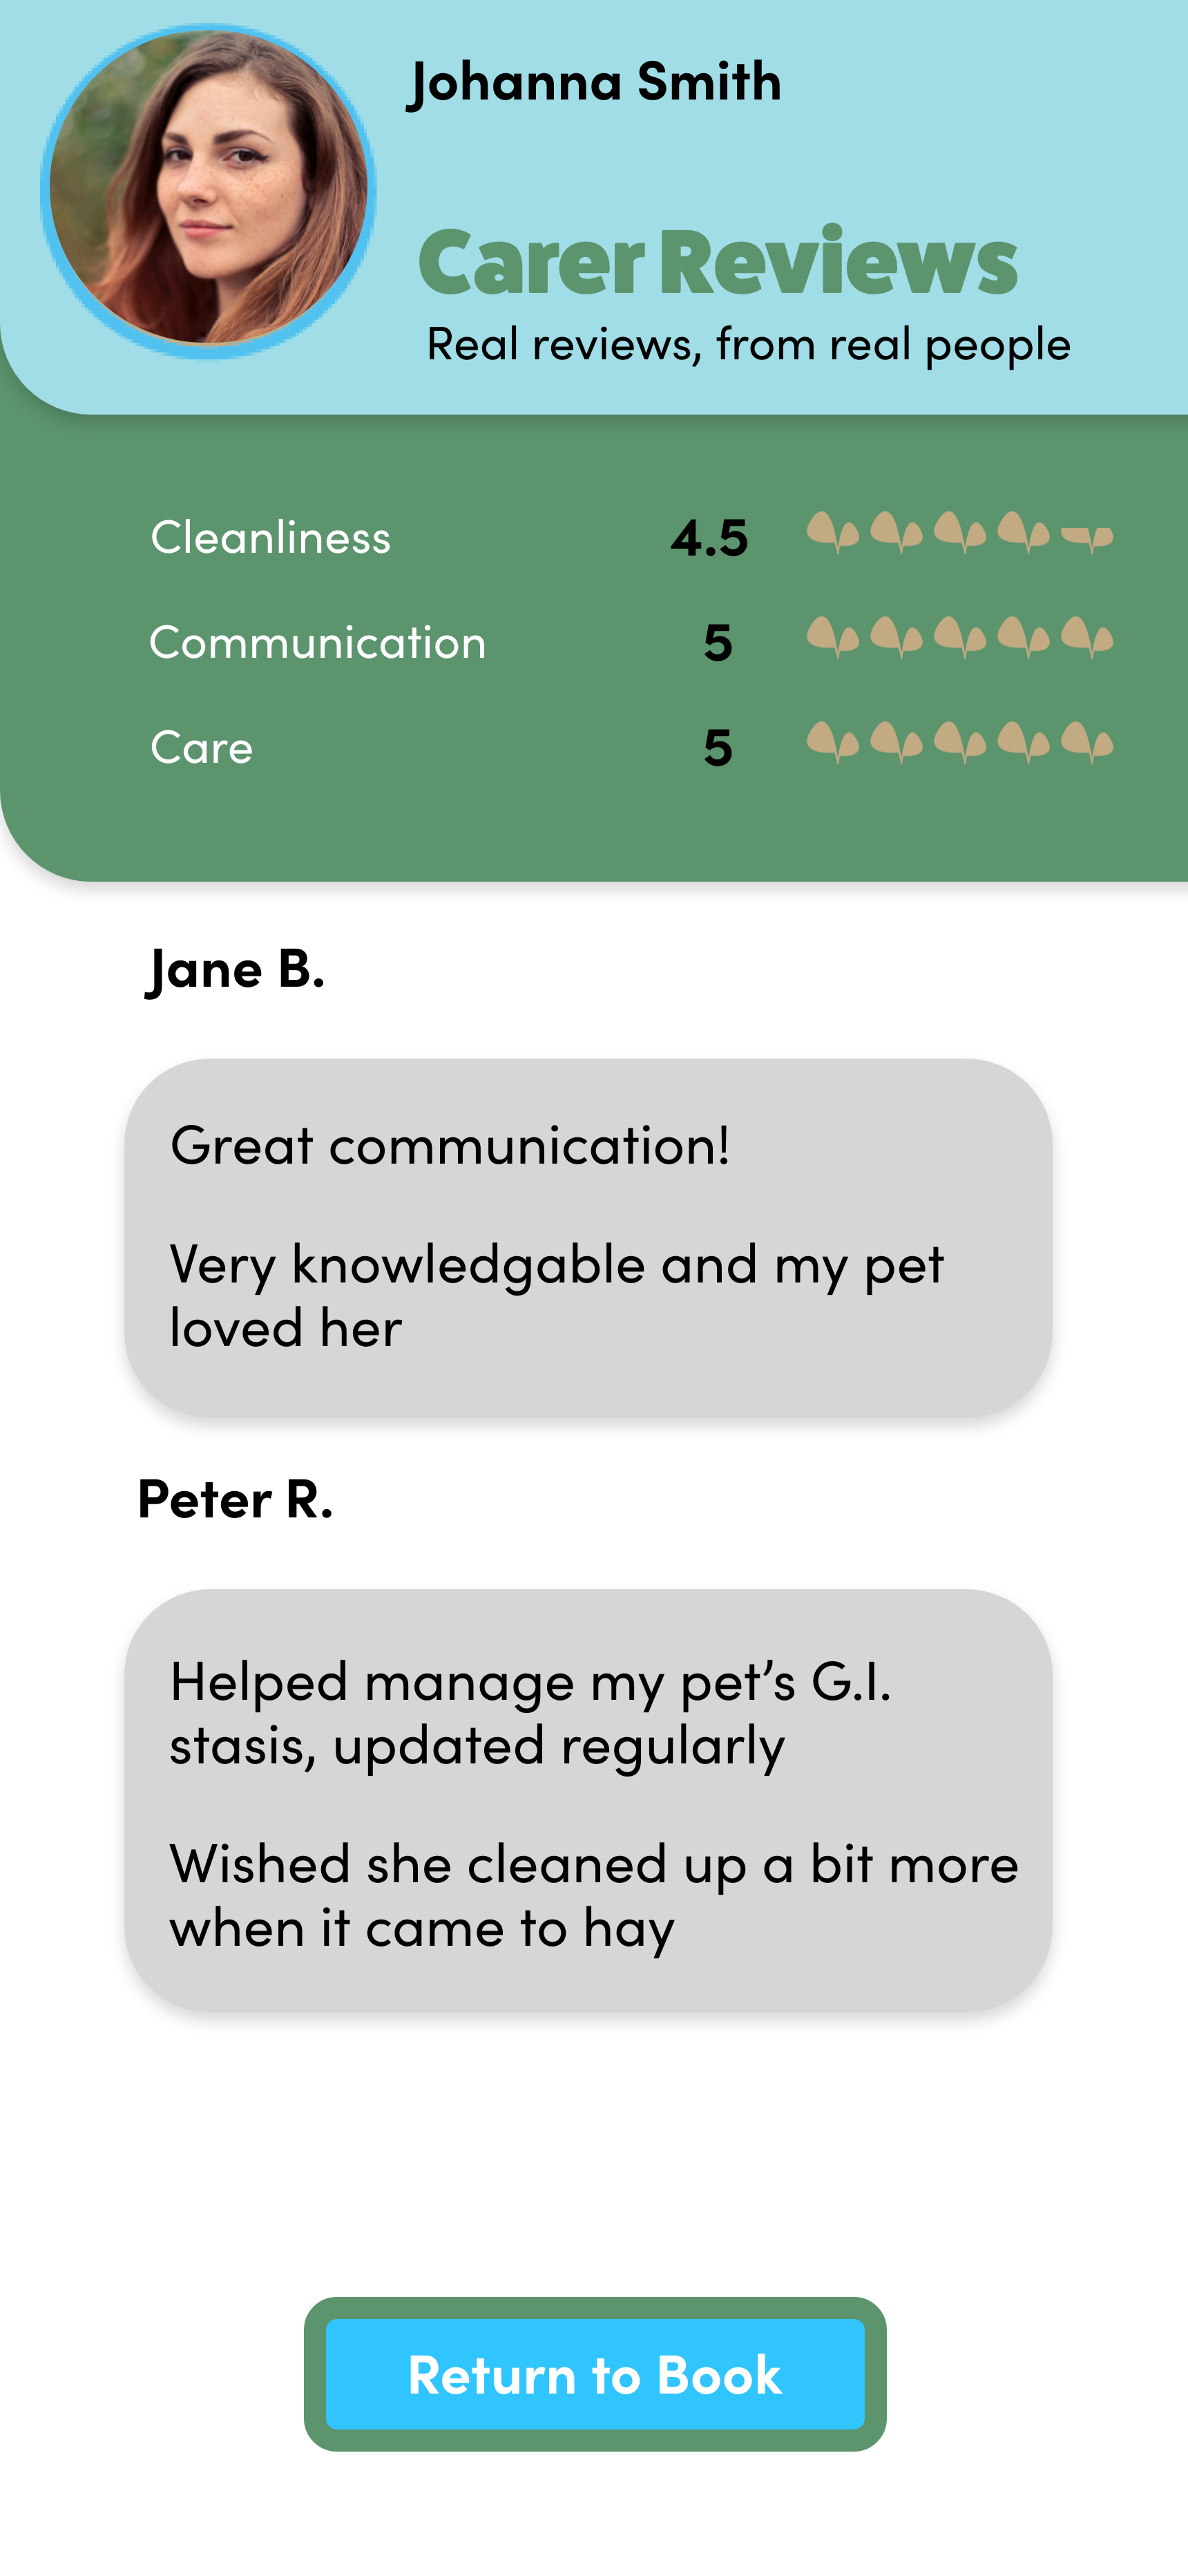 Johanna Smith
Carer Reviews
Real reviews, from real people
Cleanliness 4.5
Communication 5
Care 5
Jane B.
Great communication!
Very knowledgable and my pet
loved her
Peter R.
Helped manage my pet’s G.I.
stasis, updated regularly
Wished she cleaned up a bit more
when it came to hay
Return to Book